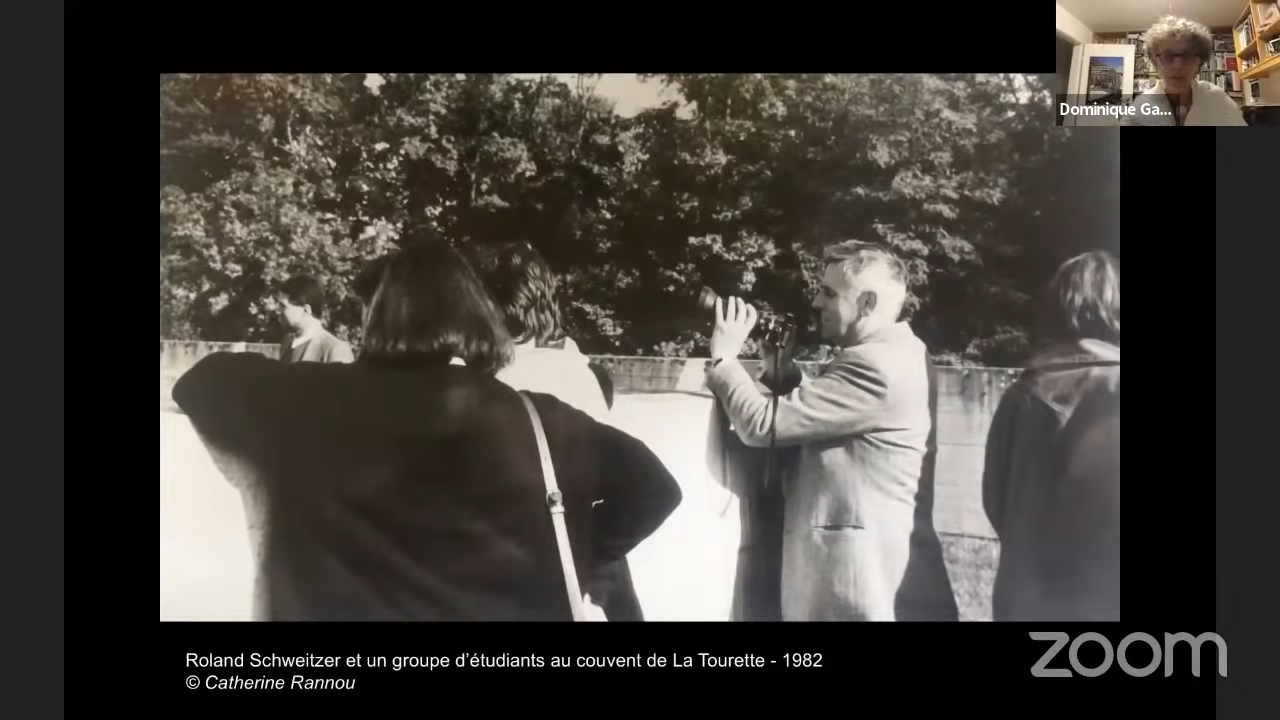 Dominique Ga...
Roland Schweitzer et un groupe d'étudiants au couvent de La Tourette - 1982
© Catherine Rannou
zoom